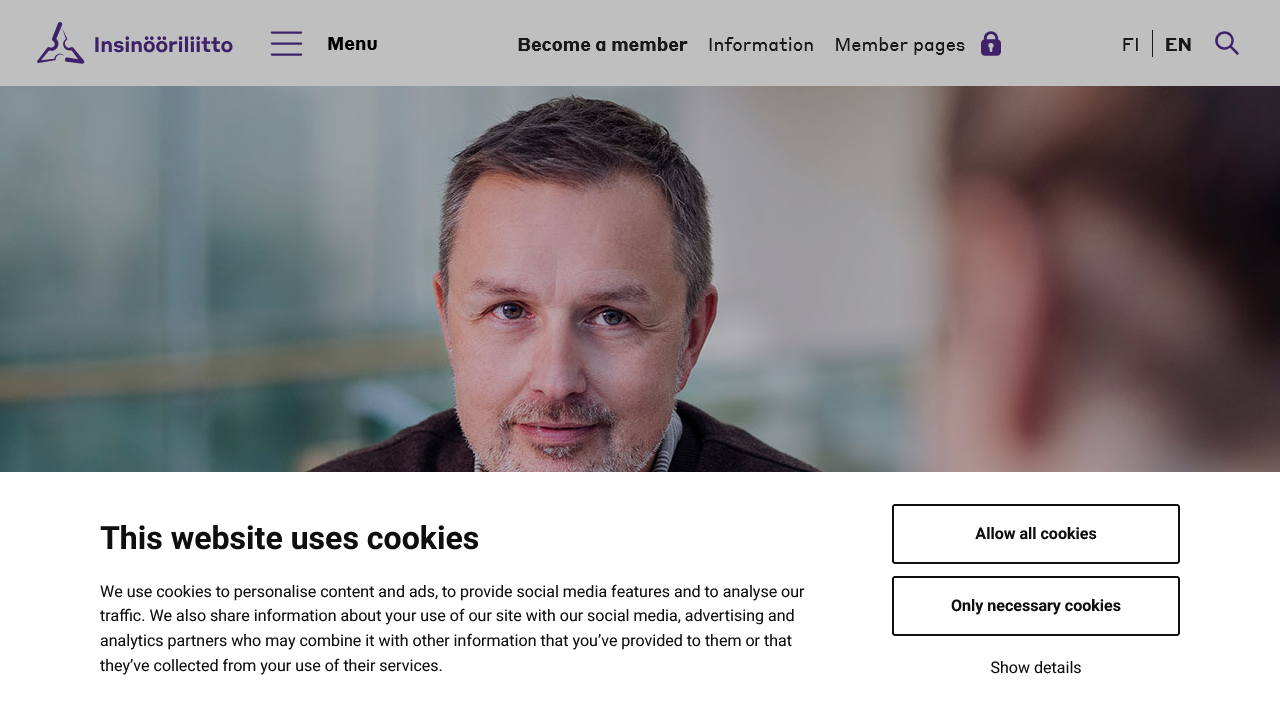 Insinööriliitto
Menu
Become a member
Information
Member pages
FI
EN
This website uses cookies
We use cookies to personalise content and ads, to provide social media features and to analyse our
traffic. We also share information about your use of our site with our social media, advertising and
analytics partners who may combine it with other information that you’ve provided to them or that
they’ve collected from your use of their services.
Allow all cookies
Only necessary cookies
Show details